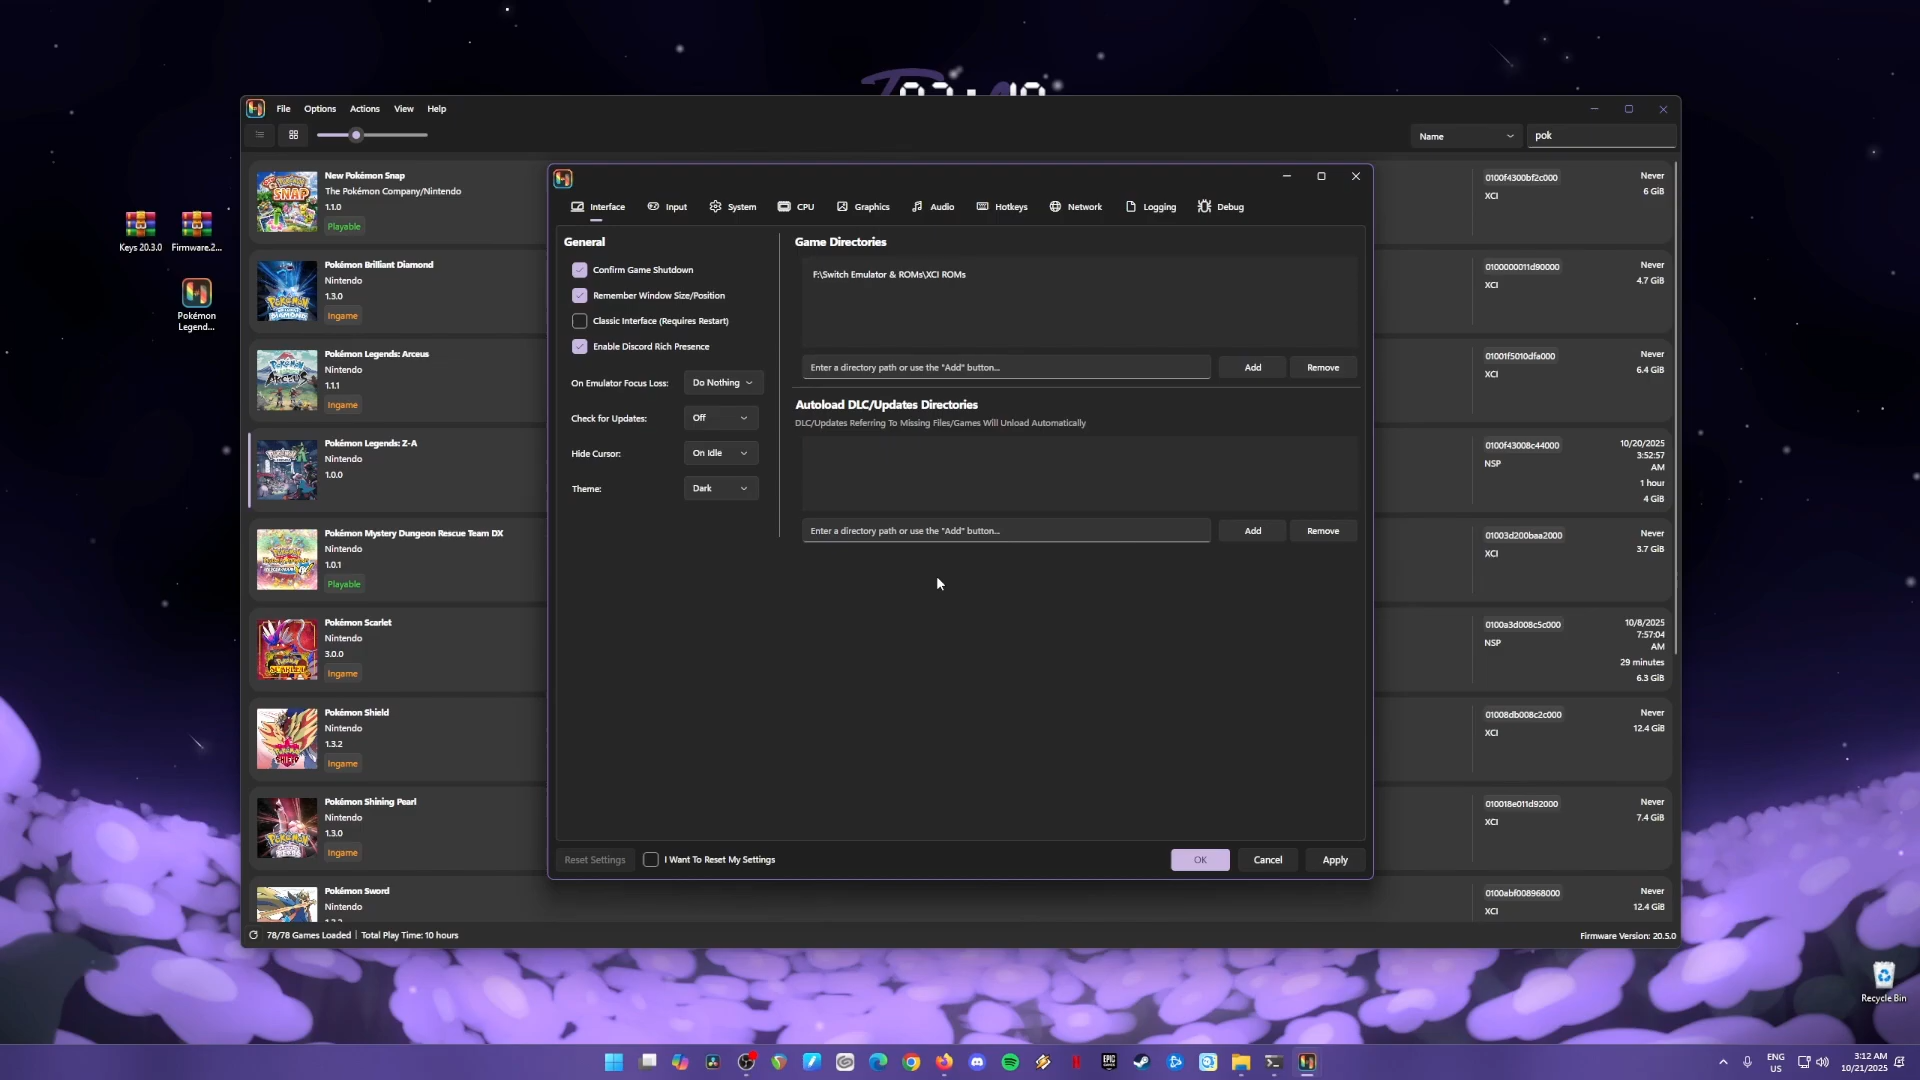 File Options Actions View Help
Name
pok
Keys 20.3.0
Firmware.2...
Pokémon
Legend...
New Pokémon Snap
The Pokémon Company/Nintendo
1.1.0
Playable
0100f4300bf2c000
XCI
Never
6 GiB
Pokémon Brilliant Diamond
Nintendo
1.3.0
Ingame
0100000011d90000
XCI
Never
4.7 GiB
Pokémon Legends: Arceus
Nintendo
1.1.1
Ingame
01001f5010dfa000
XCI
Never
6.4 GiB
Pokémon Legends: Z-A
Nintendo
1.0.0
0100f43008c44000
NSP
10/20/2025
3:52:57
AM
1 hour
4 GiB
Pokémon Mystery Dungeon Rescue Team DX
Nintendo
1.0.1
Playable
01003d200baa2000
XCI
Never
3.7 GiB
Pokémon Scarlet
Nintendo
3.0.0
Ingame
0100a3d008c5c000
NSP
10/8/2025
7:57:04
AM
29 minutes
6.3 GiB
Pokémon Shield
Nintendo
1.3.2
Ingame
01008db008c2c000
XCI
Never
12.4 GiB
Pokémon Shining Pearl
Nintendo
1.3.0
Ingame
010018e011d92000
XCI
Never
7.4 GiB
Pokémon Sword
Nintendo
0100abf008968000
XCI
Never
12.4 GiB
78/78 Games Loaded | Total Play Time: 10 hours
Firmware Version: 20.5.0
Interface Input System CPU Graphics Audio Hotkeys Network Logging Debug
General
Confirm Game Shutdown
Remember Window Size/Position
Classic Interface (Requires Restart)
Enable Discord Rich Presence
On Emulator Focus Loss: Do Nothing
Check for Updates: Off
Hide Cursor: On Idle
Theme: Dark
Game Directories
F:\Switch Emulator & ROMs\XCI ROMs
Enter a directory path or use the "Add" button... Add Remove
Autoload DLC/Updates Directories
DLC/Updates Referring To Missing Files/Games Will Unload Automatically
Enter a directory path or use the "Add" button... Add Remove
Reset Settings I Want To Reset My Settings OK Cancel Apply
Recycle Bin
ENG
US
3:12 AM
10/21/2025